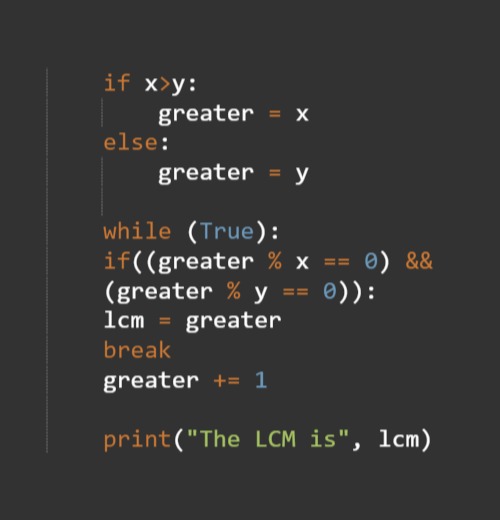 if x>y:
greater = x
else:
greater = y
while (True):
if((greater % x == 0) &&
(greater % y == 0)):
lcm = greater
break
greater += 1
print("The LCM is", lcm)